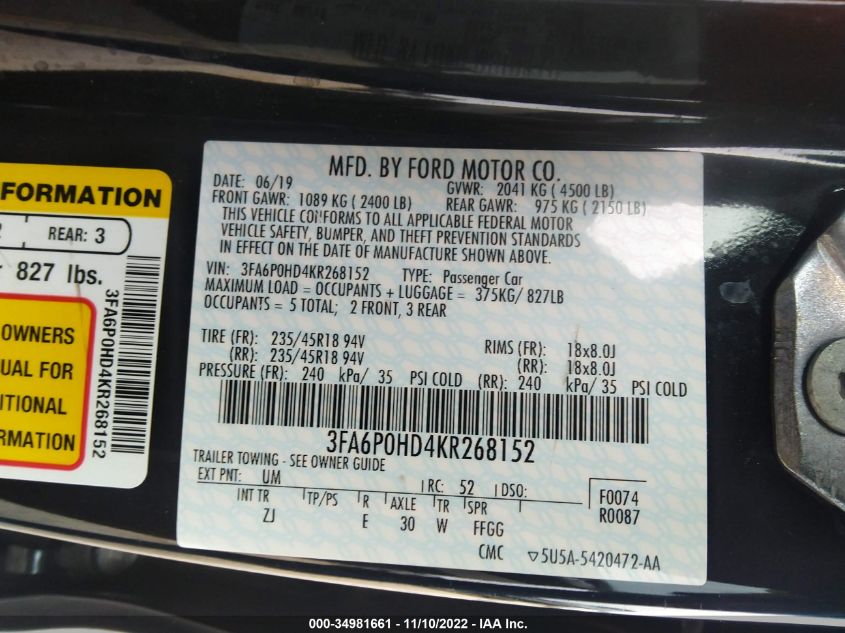 FORMATION
REAR: 3
827 lbs.
3FA6P0HD4KR268152
OWNERS
UAL FOR
ITIONAL
MATION
MFD. BY FORD MOTOR CO.
DATE: 06/19 GVWR: 2041 KG ( 4500 LB)
FRONT GAWR: 1089 KG ( 2400 LB) REAR GAWR: 975 KG ( 2150 LB)
THIS VEHICLE CONFORMS TO ALL APPLICABLE FEDERAL MOTOR
VEHICLE SAFETY, BUMPER, AND THEFT PREVENTION STANDARDS
IN EFFECT ON THE DATE OF MANUFACTURE SHOWN ABOVE.
VIN: 3FA6P0HD4KR268152 TYPE: Passenger Car
MAXIMUM LOAD = OCCUPANTS + LUGGAGE = 375KG/ 827LB
OCCUPANTS = 5 TOTAL; 2 FRONT, 3 REAR
TIRE (FR): 235/45R18 94V RIMS (FR): 18x8.0J
(RR): 235/45R18 94V (RR): 18x8.0J
PRESSURE (FR): 240 kPa/ 35 PSI COLD (RR): 240 kPa/ 35 PSI COLD
3FA6P0HD4KR268152
TRAILER TOWING - SEE OWNER GUIDE
EXT PNT: UM RC: 52 DSO: F0074
INT TR TP/PS R AXLE TR SPR R0087
ZJ E 30 W FFGG
CMC ▽5U5A-5420472-AA
000-34981661 - 11/10/2022 - IAA Inc.